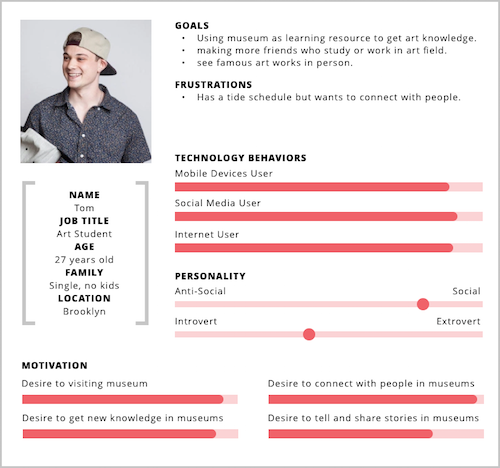 GOALS
• Using museum as learning resource to get art knowledge.
• making more friends who study or work in art field.
• see famous art works in person.
FRUSTRATIONS
• Has a tide schedule but wants to connect with people.
NAME
Tom
JOB TITLE
Art Student
AGE
27 years old
FAMILY
Single, no kids
LOCATION
Brooklyn
TECHNOLOGY BEHAVIORS
Mobile Devices User
Social Media User
Internet User
PERSONALITY
Anti-Social Social
Introvert Extrovert
MOTIVATION
Desire to visiting museum
Desire to get new knowledge in museums
Desire to connect with people in museums
Desire to tell and share stories in museums